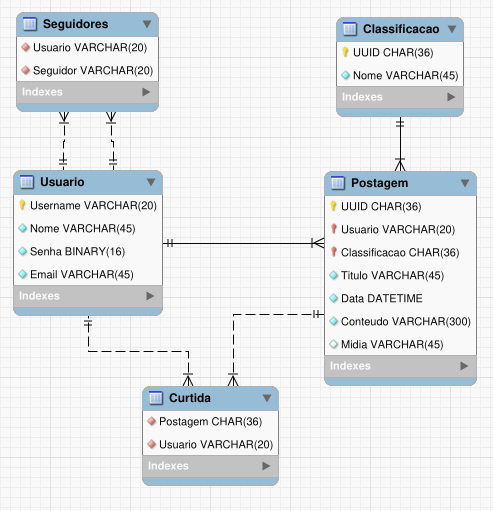 Seguidores
Usuario VARCHAR(20)
Seguidor VARCHAR(20)
Indexes
Classificacao
UUID CHAR(36)
Nome VARCHAR(45)
Indexes
Usuario
Username VARCHAR(20)
Nome VARCHAR(45)
Senha BINARY(16)
Email VARCHAR(45)
Indexes
Postagem
UUID CHAR(36)
Usuario VARCHAR(20)
Classificacao CHAR(36)
Titulo VARCHAR(45)
Data DATETIME
Conteudo VARCHAR(300)
Midia VARCHAR(45)
Indexes
Curtida
Postagem CHAR(36)
Usuario VARCHAR(20)
Indexes